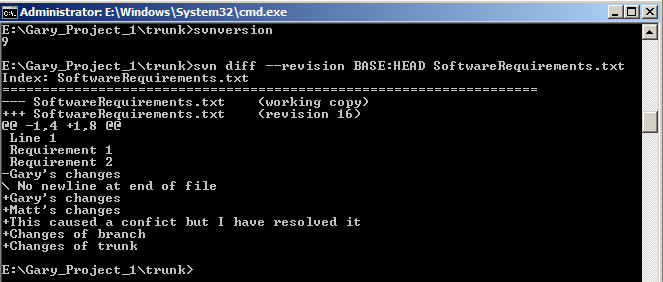 Administrator: E:\Windows\System32\cmd.exe
E:\Gary_Project_1\trunk>svnversion
9
E:\Gary_Project_1\trunk>svn diff --revision BASE:HEAD SoftwareRequirements.txt
Index: SoftwareRequirements.txt
===================================================================
--- SoftwareRequirements.txt    (working copy)
+++ SoftwareRequirements.txt    (revision 16)
@@ -1,4 +1,8 @@
 Line 1
 Requirement 1
 Requirement 2
-Gary's changes
\ No newline at end of file
+Gary's changes
+Matt's changes
+This caused a confict but I have resolved it
+Changes of branch
+Changes of trunk
E:\Gary_Project_1\trunk>